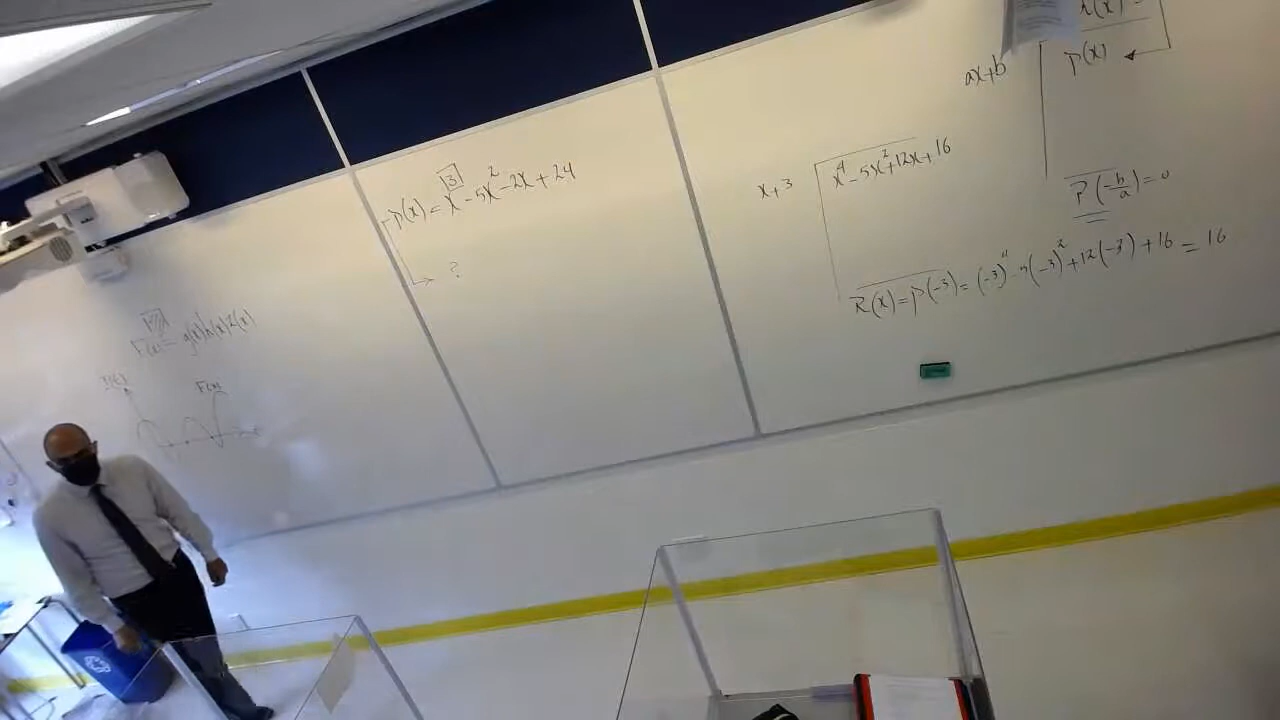 P(x) = x³ - 5x² - 2x + 24
?
F(x) = g(x) h(x) z(x)
F(x)
x+3
x⁴ - 5x² + 12x + 16
R(x) = P(-3) = (-3)⁴ - 5(-3)² + 12(-3) + 16 = 16
ax+b
P(x)
P(-b/a) = 0